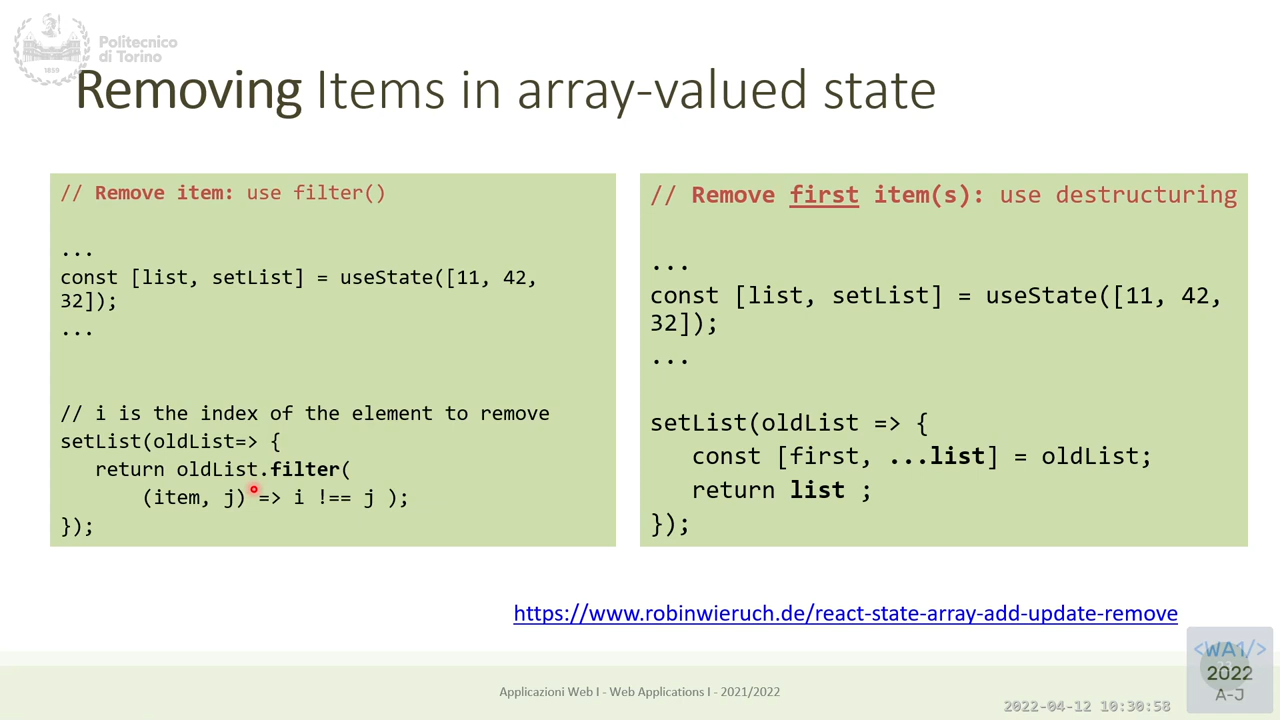 Politecnico
di Torino
1859
Removing Items in array-valued state
// Remove item: use filter()
...
const [list, setList] = useState([11, 42,
32]);
...
// i is the index of the element to remove
setList(oldList=> {
return oldList.filter(
(item, j) => i !== j );
});
// Remove first item(s): use destructuring
...
const [list, setList] = useState([11, 42,
32]);
...
setList(oldList => {
const [first, ...list] = oldList;
return list ;
});
https://www.robinwieruch.de/react-state-array-add-update-remove
Applicazioni Web I - Web Applications I - 2021/2022
2022-04-12 10:30:58
<WA1/>
2022
A-J